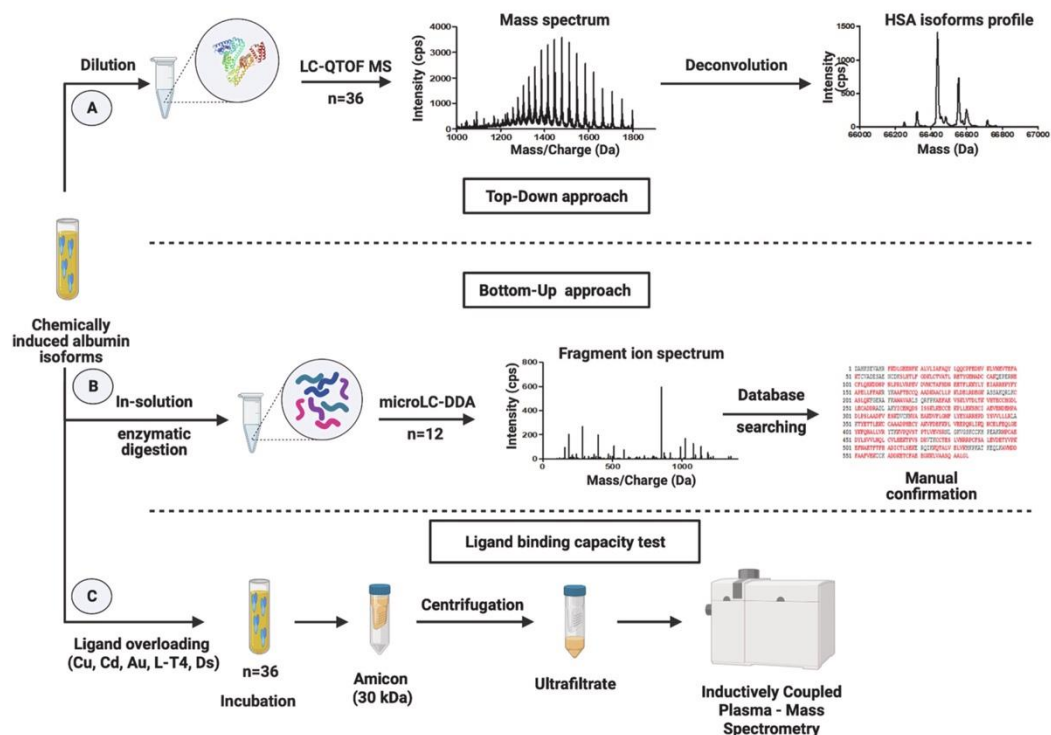 Mass spectrum
HSA isoforms profile
Dilution
LC-QTOF MS
n=36
Deconvolution
A
Intensity (cps)
4000
3000
2000
1000
0
1000 1200 1400 1600 1800
Mass/Charge (Da)
Intensity
(cps)
1500
1000
500
0
66000 66200 66400 66600 66800 67000
Mass (Da)
Top-Down approach
Bottom-Up approach
Chemically
induced albumin
isoforms
B
In-solution
enzymatic
digestion
microLC-DDA
n=12
Fragment ion spectrum
Intensity (cps)
800
600
400
200
0
0 500 1000
Mass/Charge (Da)
Database
searching
Manual
confirmation
Ligand binding capacity test
C
Ligand overloading
(Cu, Cd, Au, L-T4, Ds)
n=36
Incubation
Amicon
(30 kDa)
Centrifugation
Ultrafiltrate
Inductively Coupled
Plasma - Mass
Spectrometry